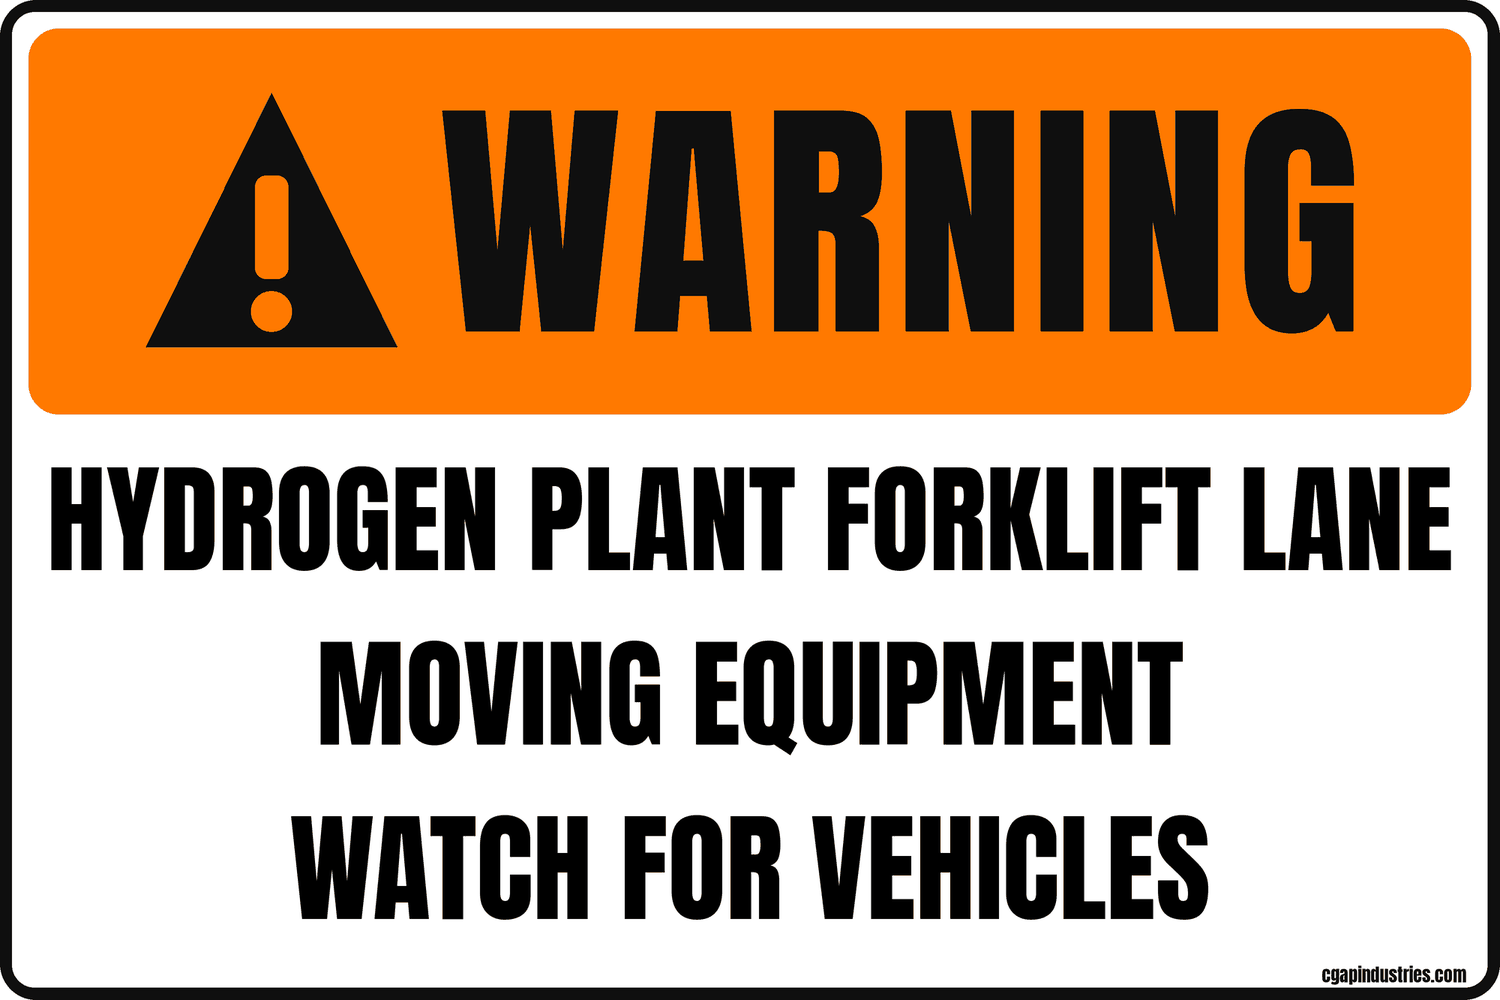 WARNING
HYDROGEN PLANT FORKLIFT LANE
MOVING EQUIPMENT
WATCH FOR VEHICLES
cgapindustries.com